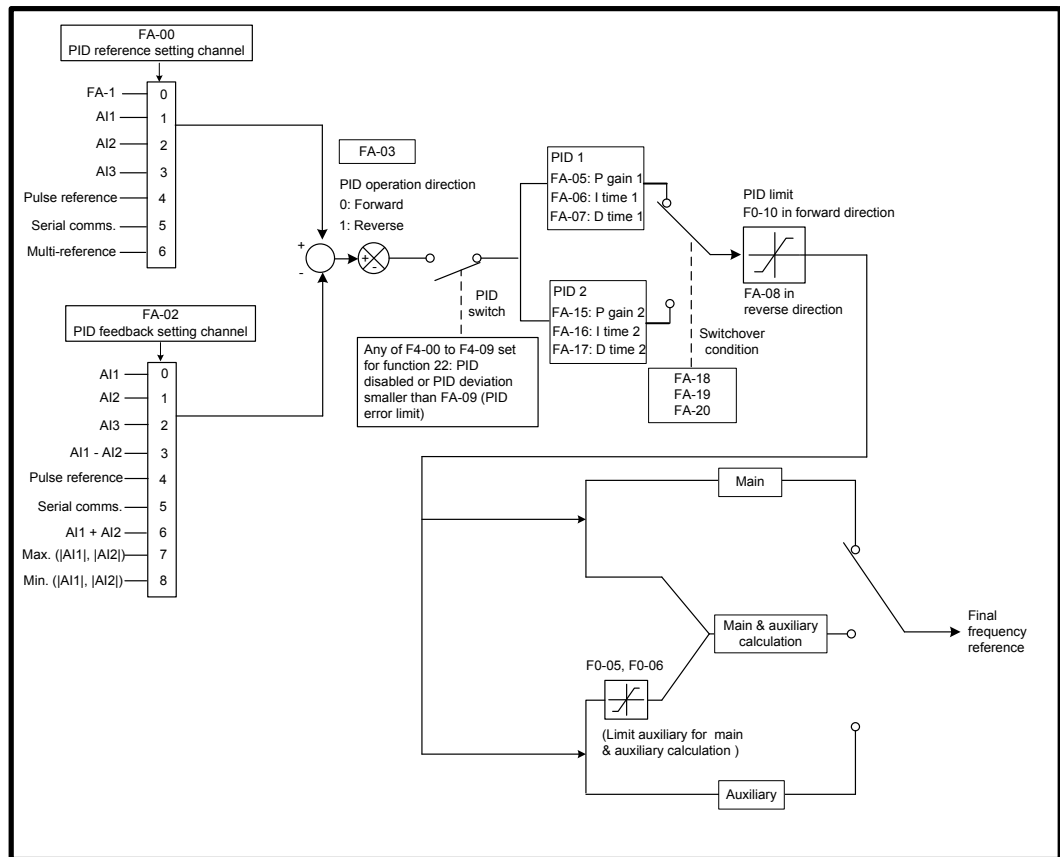 FA-00
PID reference setting channel
FA-1
0
AI1
1
AI2
2
AI3
3
Pulse reference
4
Serial comms.
5
Multi-reference
6
FA-02
PID feedback setting channel
AI1
0
AI2
1
AI3
2
AI1 - AI2
3
Pulse reference
4
Serial comms.
5
AI1 + AI2
6
Max. (|AI1|, |AI2|)
7
Min. (|AI1|, |AI2|)
8
+
-
FA-03
PID operation direction
0: Forward
1: Reverse
+
-
PID
switch
Any of F4-00 to F4-09 set
for function 22: PID
disabled or PID deviation
smaller than FA-09 (PID
error limit)
PID 1
FA-05: P gain 1
FA-06: I time 1
FA-07: D time 1
PID 2
FA-15: P gain 2
FA-16: I time 2
FA-17: D time 2
Switchover
condition
FA-18
FA-19
FA-20
PID limit
F0-10 in forward direction
FA-08 in
reverse direction
Main
Main & auxiliary
calculation
F0-05, F0-06
(Limit auxiliary for main
& auxiliary calculation )
Auxiliary
Final
frequency
reference